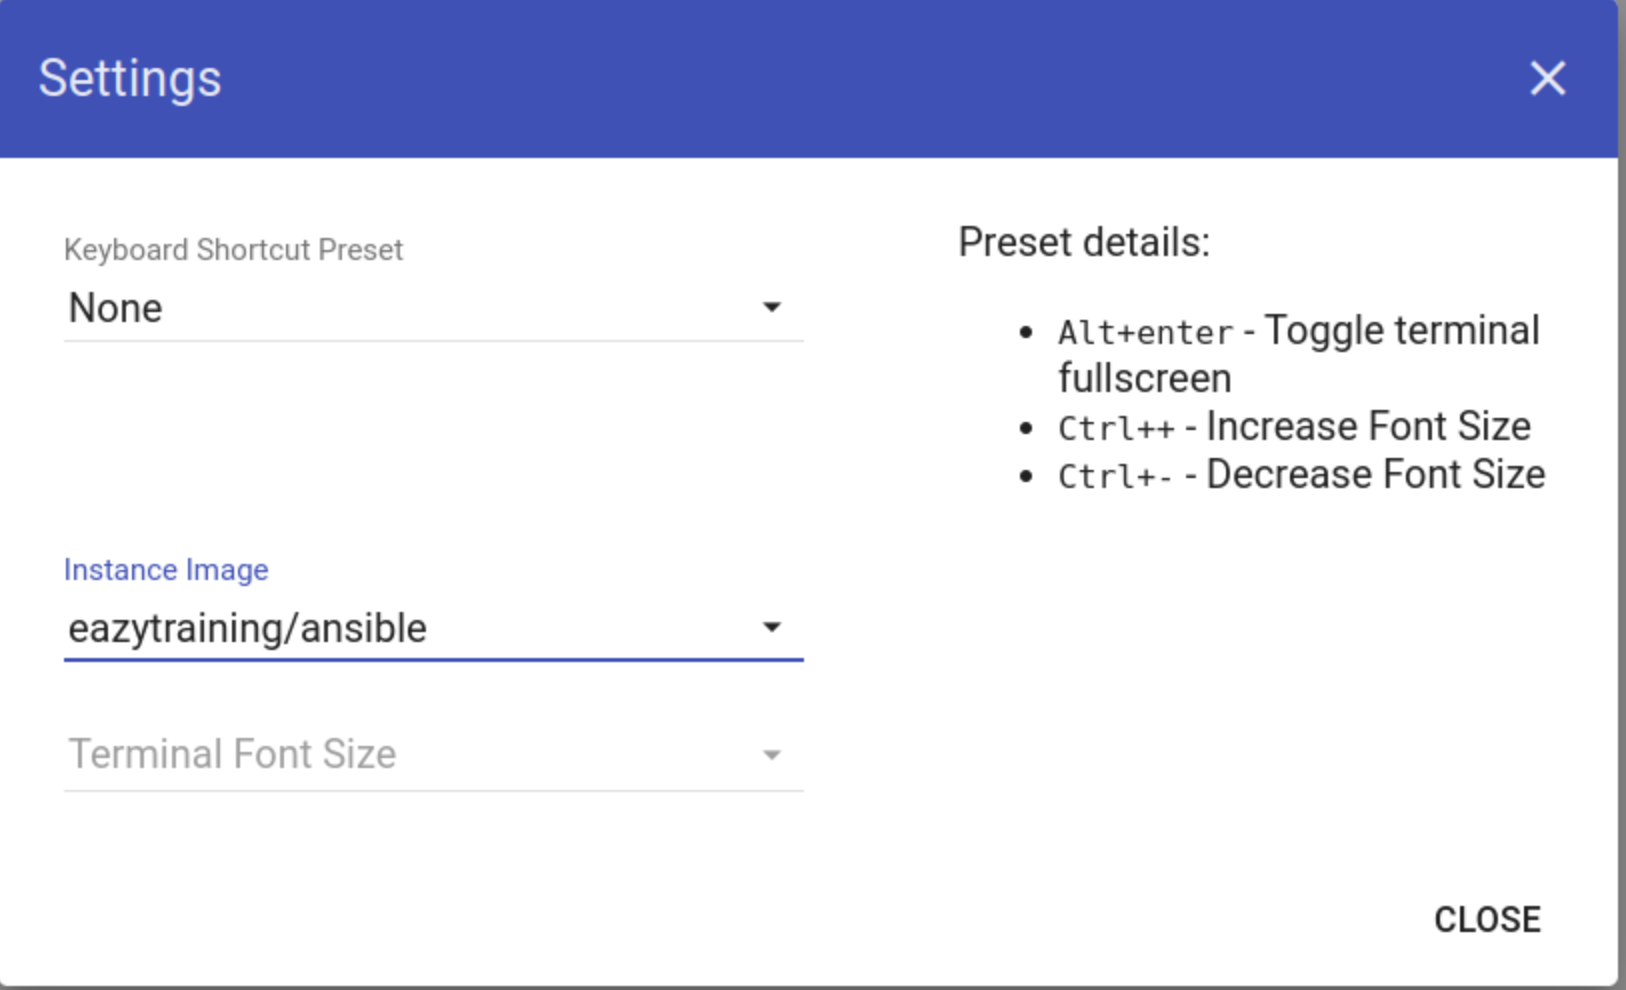 Settings
Keyboard Shortcut Preset
None
Preset details:
Alt+enter - Toggle terminal
fullscreen
Ctrl++ - Increase Font Size
Ctrl+- - Decrease Font Size
Instance Image
eazytraining/ansible
Terminal Font Size
CLOSE